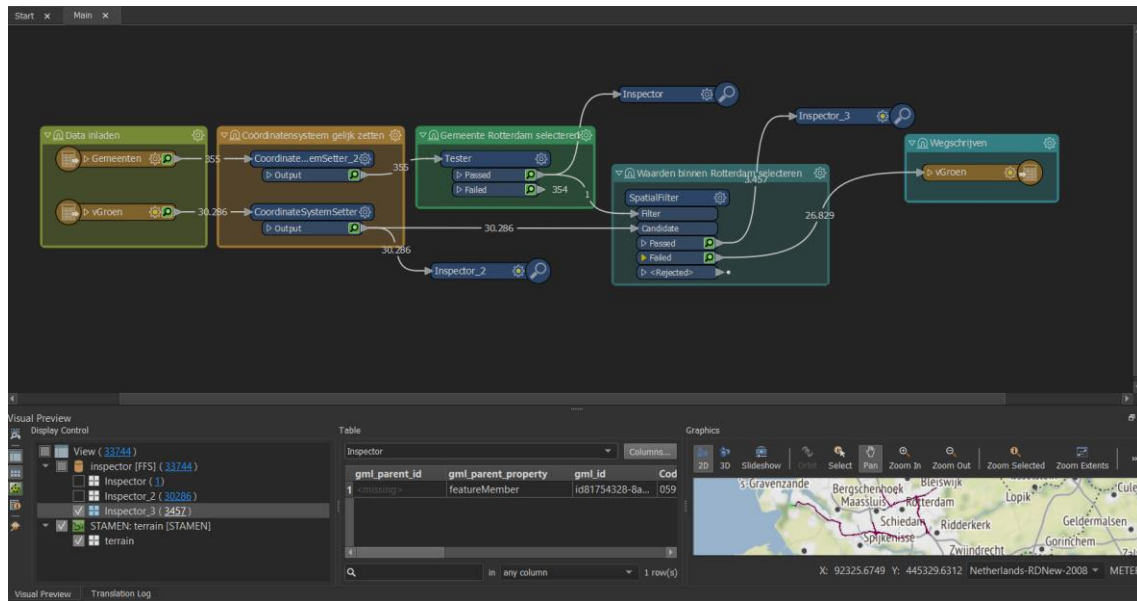 Start x Main x
Inspector
Inspector_3
Data inladen
Coördinatensysteem gelijk zetten
Gemeente Rotterdam selecteren
Wegschrijven
Gemeenten
355
Coordinate...emSetter_2
Output
355
Tester
Passed
Failed
354
1
Waarden binnen Rotterdam selecteren
3.457
vGroen
SpatialFilter
Filter
Candidate
Passed
Failed
<Rejected>
26.829
vGroen
30.286
CoordinateSystemSetter
Output
30.286
30.286
Inspector_2
Visual Preview
Display Control
Table
Graphics
View (33744)
inspector [FFS] (33744)
Inspector (1)
Inspector_2 (30286)
Inspector_3 (3457)
STAMEN: terrain [STAMEN]
terrain
Inspector
Columns...
gml_parent_id gml_parent_property gml_id Cod
1 <missing> featureMember id81754328-8a... 059
in any column 1 row(s)
2D 3D Slideshow Orbit Select Pan Zoom In Zoom Out Zoom Selected Zoom Extents
's-Gravenzande
Bergschenhoek
Bleiswijk
Maassluis
Rotterdam
Lopik
Cule
Schiedam
Ridderkerk
Geldermalsen
Spijkenisse
Gorinchem
Zwijndrecht
Zal
X: 92325.6749 Y: 445329.6312 Netherlands-RDNew-2008 METE
Visual Preview Translation Log